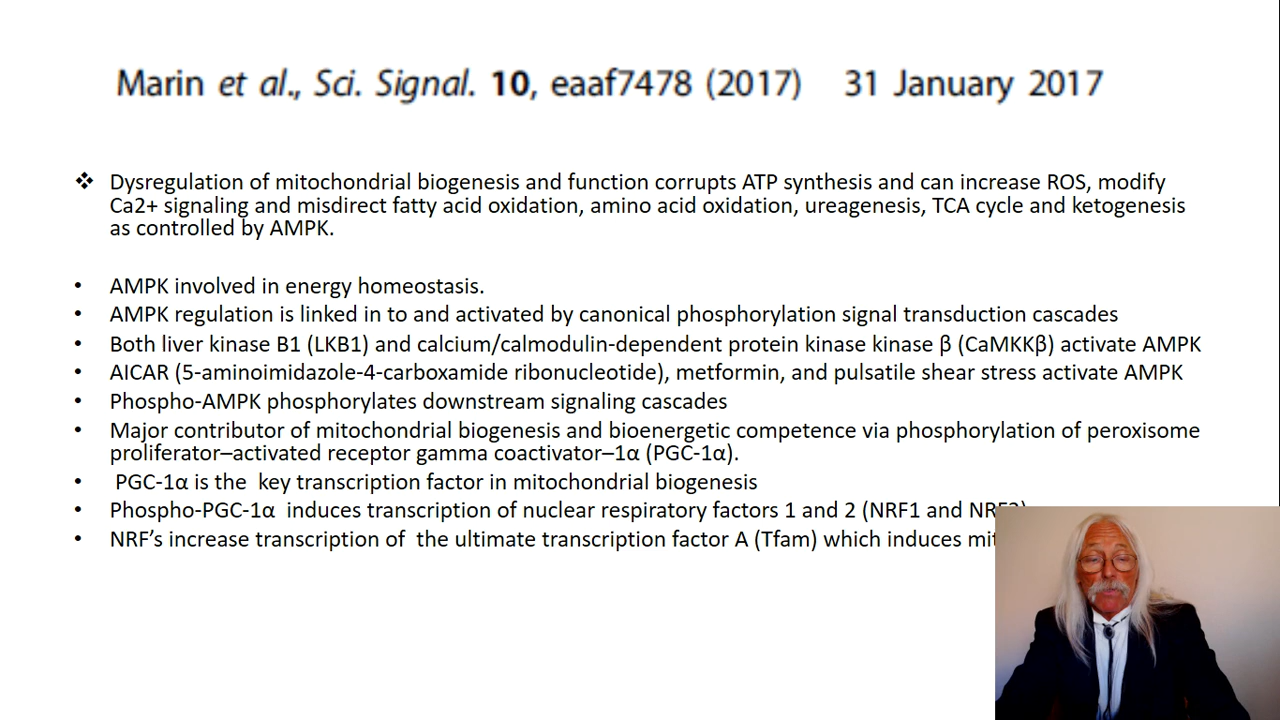 Marin et al., Sci. Signal. 10, eaaf7478 (2017) 31 January 2017
❖ Dysregulation of mitochondrial biogenesis and function corrupts ATP synthesis and can increase ROS, modify
Ca2+ signaling and misdirect fatty acid oxidation, amino acid oxidation, ureagenesis, TCA cycle and ketogenesis
as controlled by AMPK.
• AMPK involved in energy homeostasis.
• AMPK regulation is linked in to and activated by canonical phosphorylation signal transduction cascades
• Both liver kinase B1 (LKB1) and calcium/calmodulin-dependent protein kinase kinase β (CaMKKβ) activate AMPK
• AICAR (5-aminoimidazole-4-carboxamide ribonucleotide), metformin, and pulsatile shear stress activate AMPK
• Phospho-AMPK phosphorylates downstream signaling cascades
• Major contributor of mitochondrial biogenesis and bioenergetic competence via phosphorylation of peroxisome
proliferator–activated receptor gamma coactivator–1α (PGC-1α).
• PGC-1α is the key transcription factor in mitochondrial biogenesis
• Phospho-PGC-1α induces transcription of nuclear respiratory factors 1 and 2 (NRF1 and
• NRF’s increase transcription of the ultimate transcription factor A (Tfam) which induces